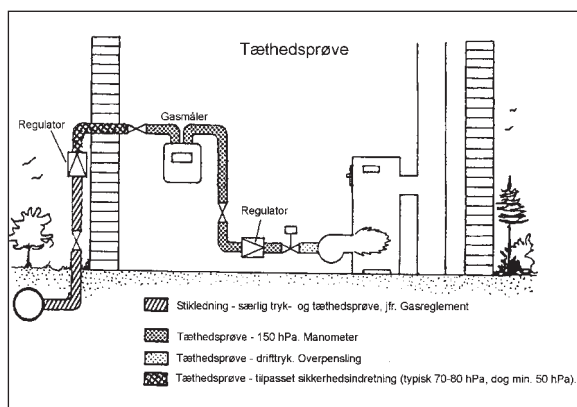 Tæthedsprøve
Gasmåler
Regulator
Regulator
Stikledning - særlig tryk- og tæthedsprøve, jfr. Gasreglement
Tæthedsprøve - 150 hPa. Manometer
Tæthedsprøve - drifttryk. Overpensling
Tæthedsprøve - tilpasset sikkerhedsindretning (typisk 70-80 hPa, dog min. 50 hPa).